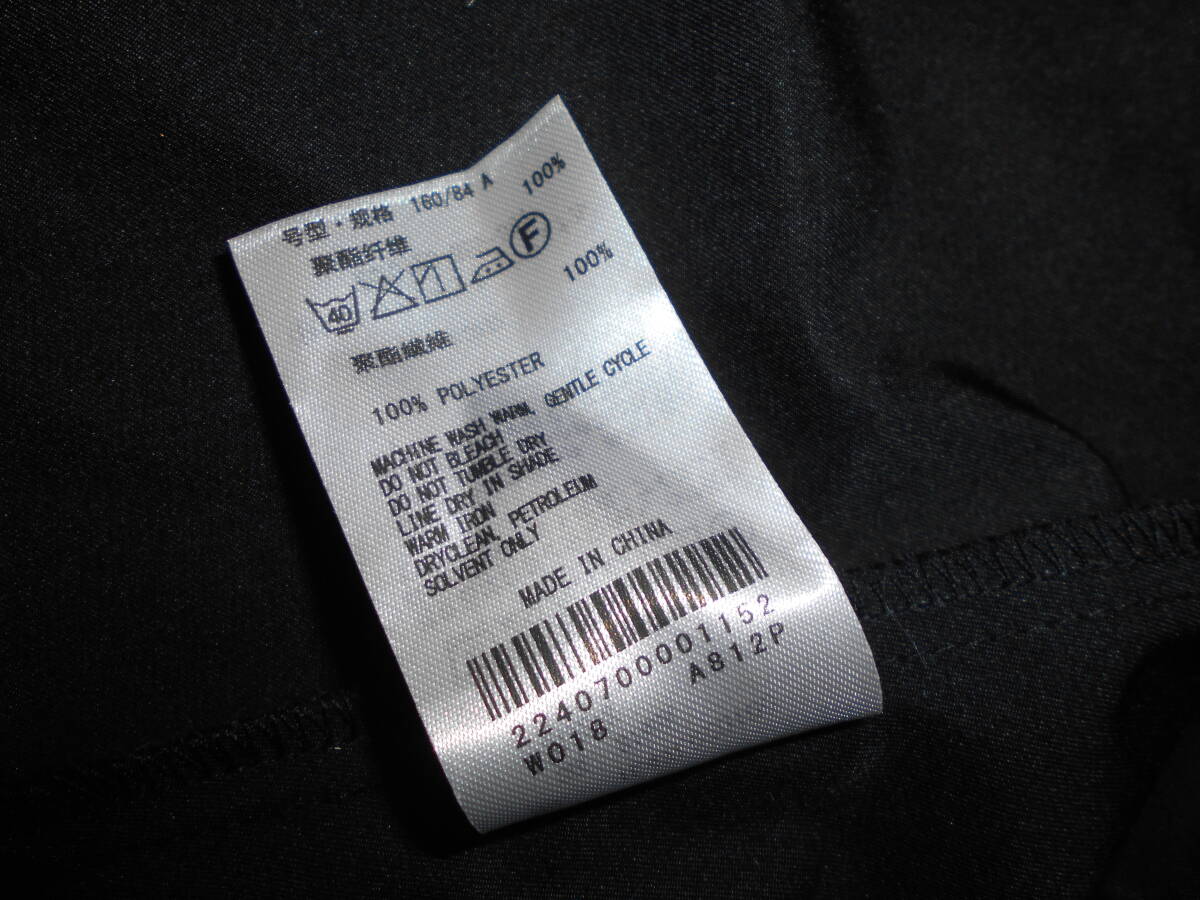 号型·规格 160/84 A
聚酯纤维 100%
40 F
聚酯纖維 100%
100% POLYESTER
MACHINE WASH WARM, GENTLE CYCLE
DO NOT BLEACH
DO NOT TUMBLE DRY
LINE DRY IN SHADE
WARM IRON
DRYCLEAN, PETROLEUM
SOLVENT ONLY
MADE IN CHINA
2240700001152
W018 A812P